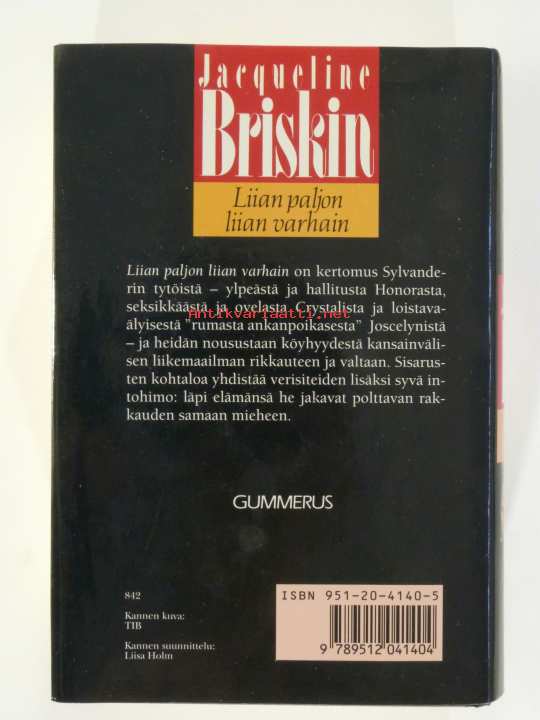 Jacqueline
Briskin
Liian paljon
liian varhain
Liian paljon liian varhain on kertomus Sylvande-
rin tytöistä – ylpeästä ja hallitusta Honorasta,
seksikkäästä ja ovelasta Crystalista ja loistava-
Antikvariaatti.net
älyisestä "rumasta ankanpoikasesta" Joscelynistä
– ja heidän nousustaan köyhyydestä kansainväli-
sen liikemaailman rikkauteen ja valtaan. Sisarus-
ten kohtaloa yhdistää verisiteiden lisäksi syvä in-
tohimo: läpi elämänsä he jakavat polttavan rak-
kauden samaan mieheen.
GUMMERUS
842
Kannen kuva:
TIB
Kannen suunnittelu:
Liisa Holm
ISBN 951-20-4140-5
9 789512 041404